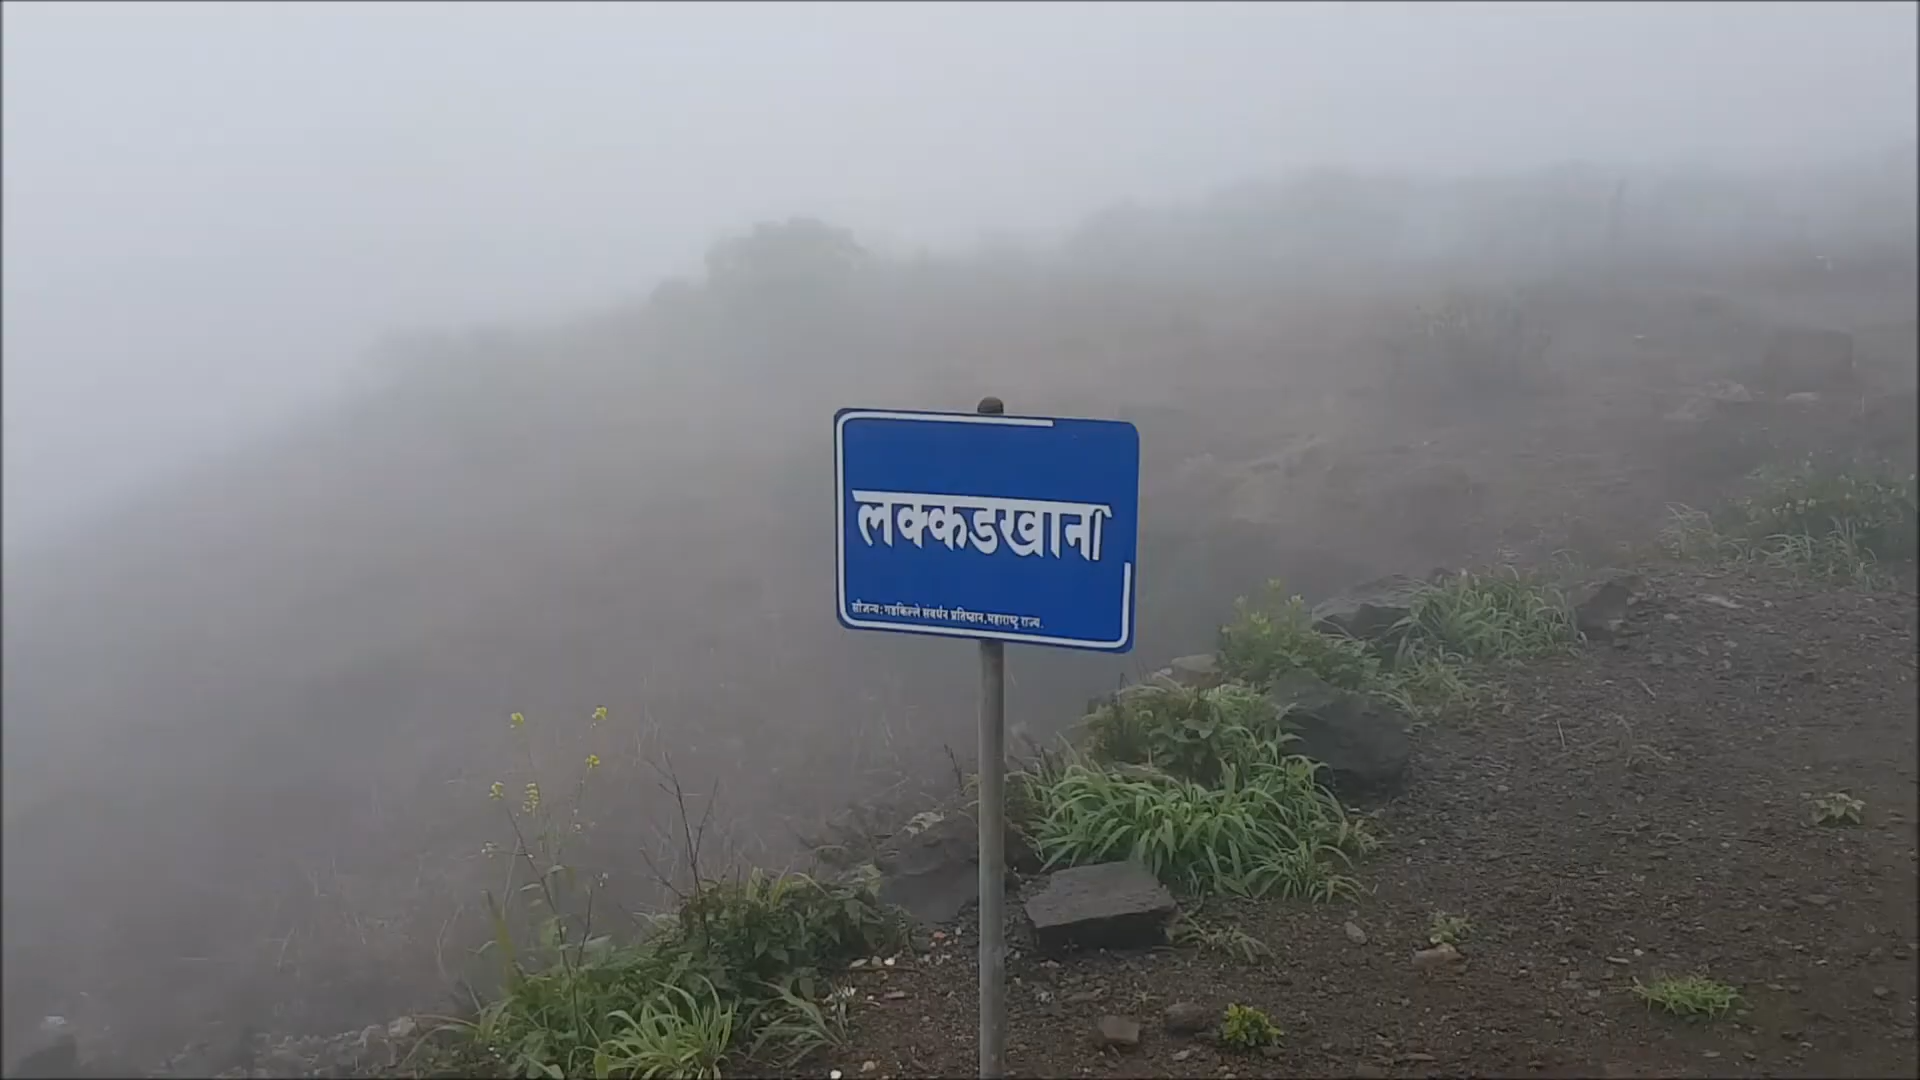 लक्कडखाना
सौजन्य: गडकिल्ले संवर्धन प्रतिष्ठान, महाराष्ट्र राज्य.